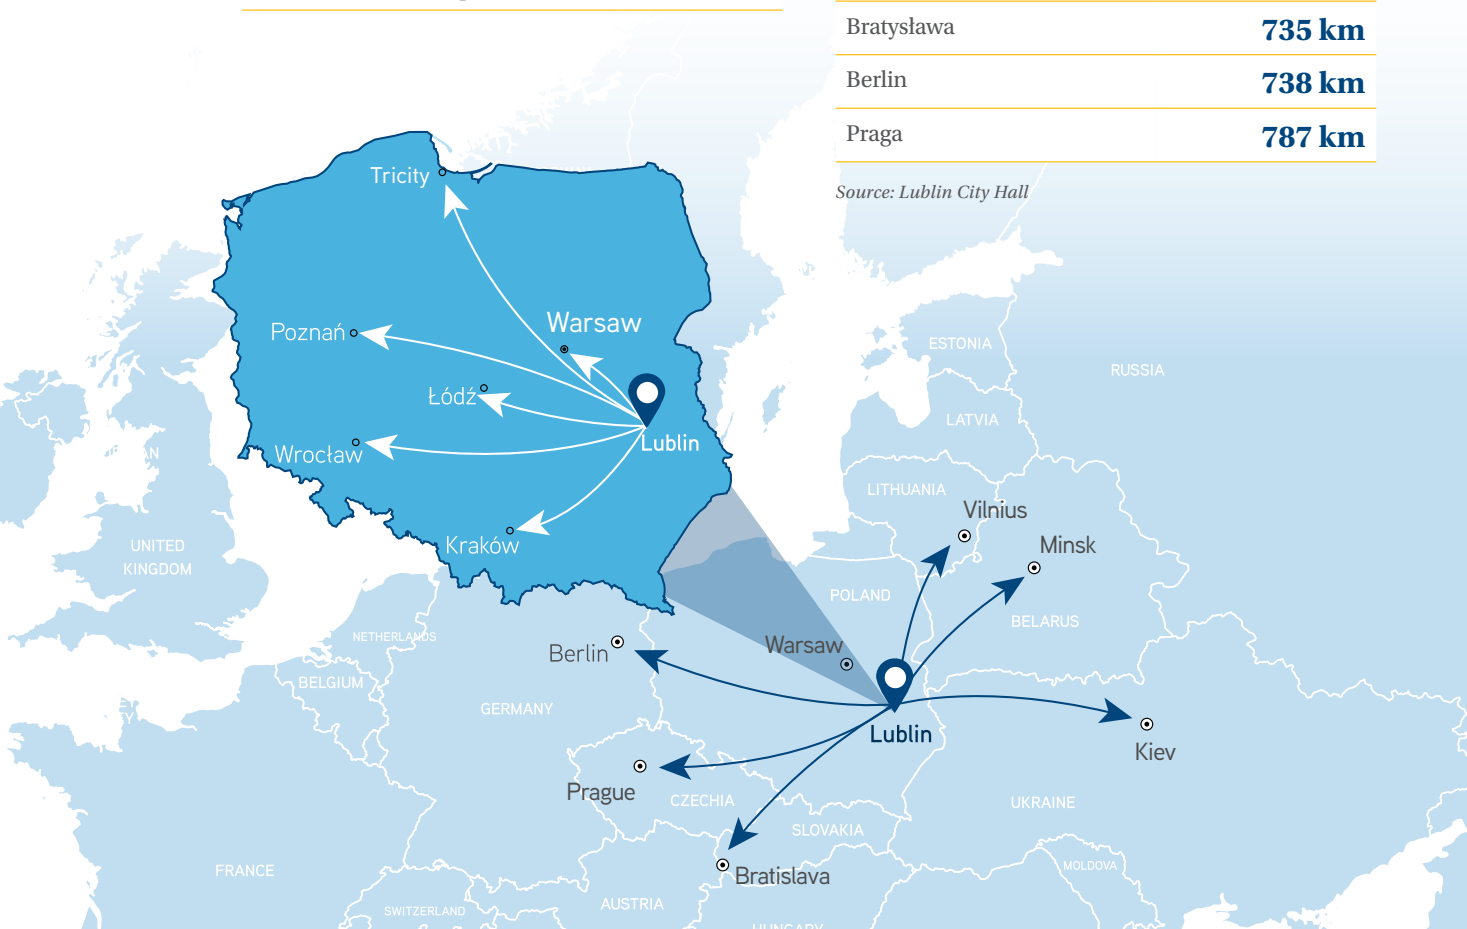 Bratysława 735 km
Berlin 738 km
Praga 787 km
Source: Lublin City Hall
Tricity
Poznań
Warsaw
Łódź
Lublin
Wrocław
Kraków
ESTONIA
RUSSIA
LATVIA
LITHUANIA
Vilnius
Minsk
UNITED
KINGDOM
POLAND
BELARUS
NETHERLANDS
Berlin
Warsaw
BELGIUM
GERMANY
Lublin
Kiev
Prague
CZECHIA
UKRAINE
SLOVAKIA
FRANCE
MOLDOVA
Bratislava
AUSTRIA
SWITZERLAND
HUNGARY